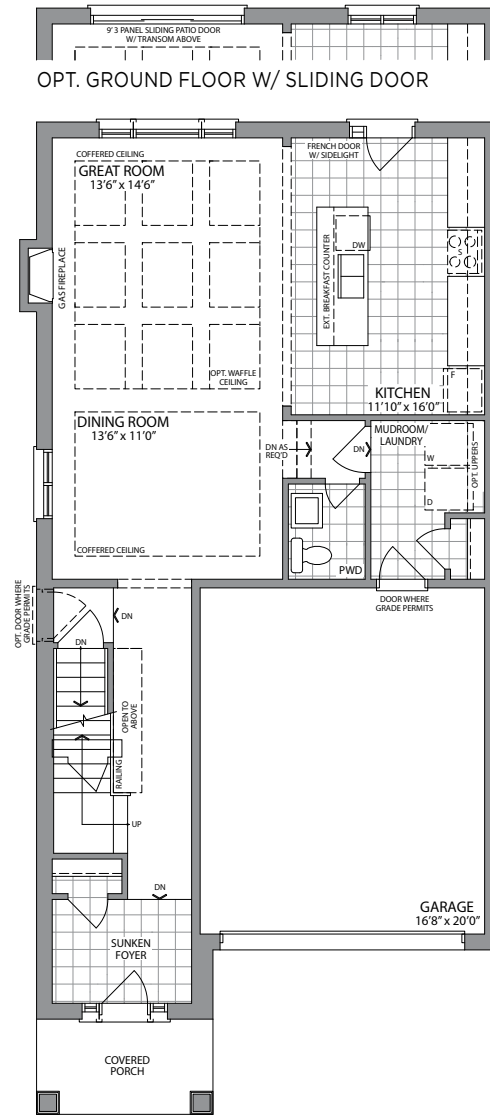 9' 3 PANEL SLIDING PATIO DOOR
W/ TRANSOM ABOVE
OPT. GROUND FLOOR W/ SLIDING DOOR
COFFERED CEILING
GREAT ROOM
13'6" x 14'6"
FRENCH DOOR
W/ SIDELIGHT
GAS FIREPLACE
EXT. BREAKFAST COUNTER
DW
S
OPT. WAFFLE
CEILING
F
KITCHEN
11'10" x 16'0"
DINING ROOM
13'6" x 11'0"
COFFERED CEILING
DN AS
REQ'D
DN
MUDROOM/
LAUNDRY
W
D
OPT. UPPERS
PWD
DOOR WHERE
GRADE PERMITS
OPT. DOOR WHERE
GRADE PERMITS
DN
DN
OPEN TO
ABOVE
RAILING
UP
DN
SUNKEN
FOYER
GARAGE
16'8" x 20'0"
COVERED
PORCH